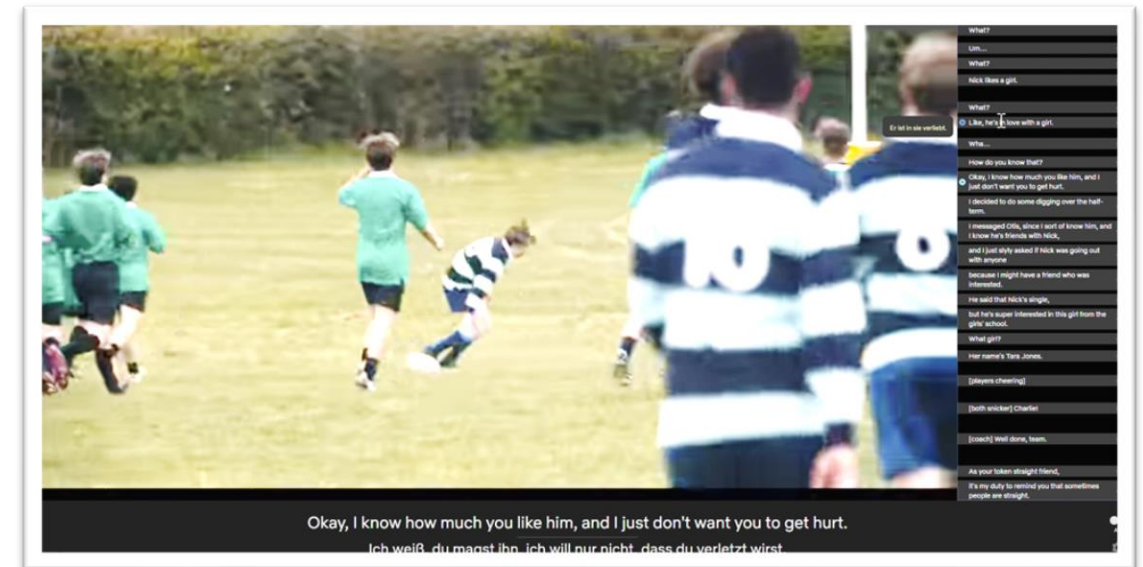 What?
Um...
What?
Nick likes a girl.
What?
Er ist in sie verliebt.
Like, he's in love with a girl.
Wha...
How do you know that?
Okay, I know how much you like him, and I
just don't want you to get hurt.
I decided to do some digging over the half-
term.
I messaged Otis, since I sort of know him, and
I know he's friends with Nick,
and I just slyly asked if Nick was going out
with anyone
because I might have a friend who was
interested.
He said that Nick's single,
but he's super interested in this girl from the
girls' school.
What girl?
Her name's Tara Jones.
[players cheering]
[both snicker] Charlie!
[coach] Well done, team.
As your token straight friend,
it's my duty to remind you that sometimes
people are straight.
10
Okay, I know how much you like him, and I just don't want you to get hurt.
Ich weiß, du magst ihn, ich will nur nicht, dass du verletzt wirst.